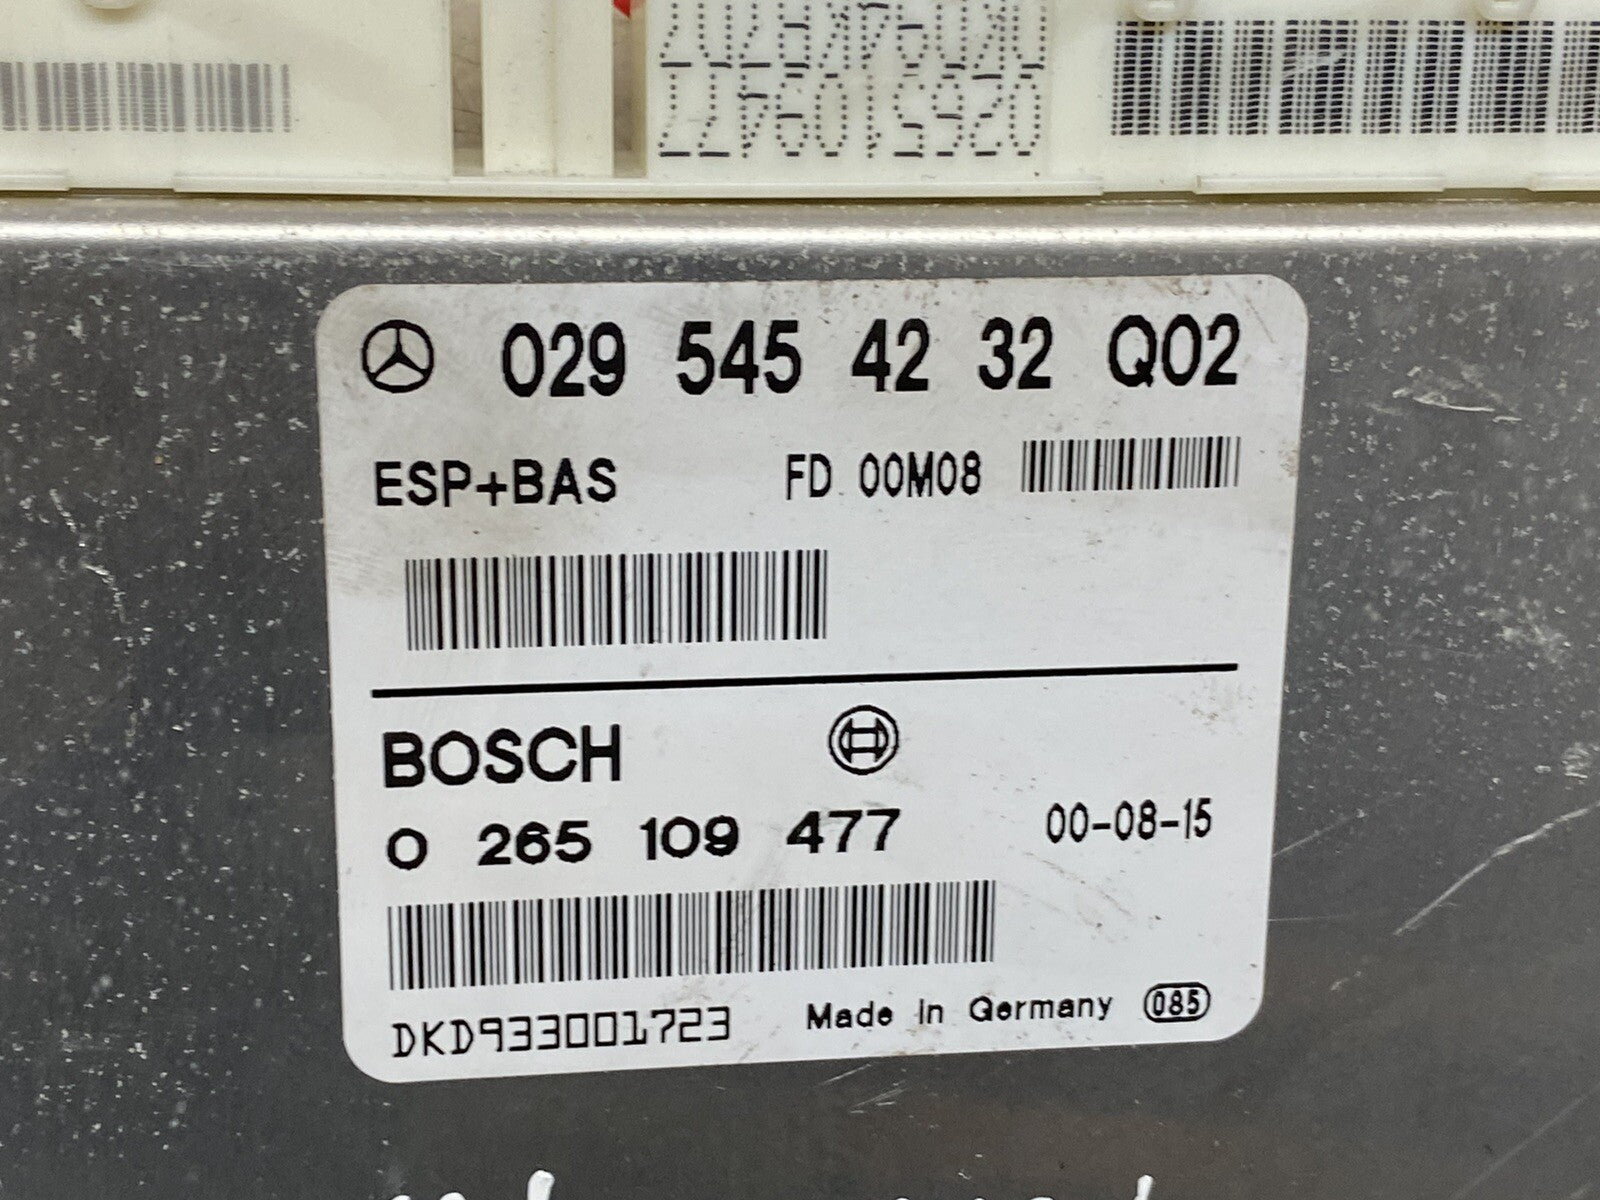 0265109477
029 545 42 32 Q02
ESP+BAS FD 00M08
BOSCH
0 265 109 477 00-08-15
DKD933001723 Made in Germany 085